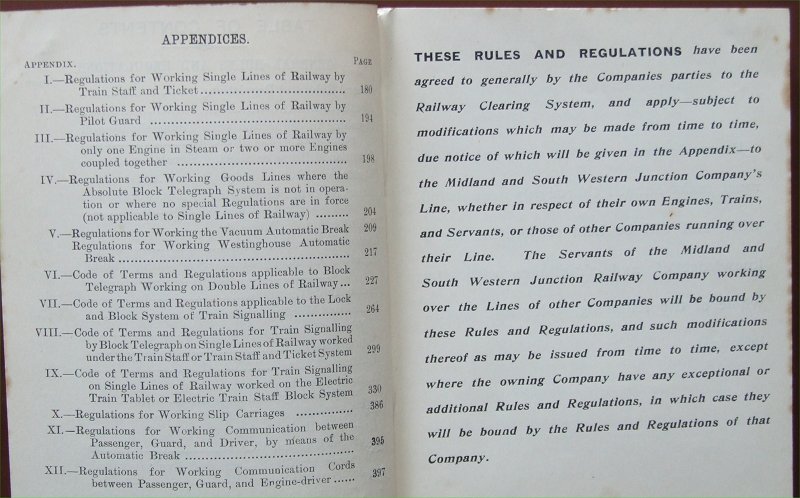 APPENDICES.
APPENDIX. PAGE
I.—Regulations for Working Single Lines of Railway by
Train Staff and Ticket.................................... 180
II.—Regulations for Working Single Lines of Railway by
Pilot Guard ................................................ 194
III.—Regulations for Working Single Lines of Railway by
only one Engine in Steam or two or more Engines
coupled together .......................................... 198
IV.—Regulations for Working Goods Lines where the
Absolute Block Telegraph System is not in opera-
tion or where no special Regulations are in force
(not applicable to Single Lines of Railway) ......... 204
V.—Regulations for Working the Vacuum Automatic Break 209
Regulations for Working Westinghouse Automatic
Break ........................................................ 217
VI.—Code of Terms and Regulations applicable to Block
Telegraph Working on Double Lines of Railway... 227
VII.—Code of Terms and Regulations applicable to the Lock
and Block System of Train Signalling ............... 264
VIII.—Code of Terms and Regulations for Train Signalling
by Block Telegraph on Single Lines of Railway worked
under the Train Staff or Train Staff and Ticket System 299
IX.—Code of Terms and Regulations for Train Signalling
on Single Lines of Railway worked on the Electric
Train Tablet or Electric Train Staff Block System 330
X.—Regulations for Working Slip Carriages ............... 386
XI.—Regulations for Working Communication between
Passenger, Guard, and Driver, by means of the
Automatic Break .......................................... 395
XII.—Regulations for Working Communication Cords
between Passenger, Guard, and Engine-driver ...... 397
THESE RULES AND REGULATIONS have been
agreed to generally by the Companies parties to the
Railway Clearing System, and apply—subject to
modifications which may be made from time to time,
due notice of which will be given in the Appendix—to
the Midland and South Western Junction Company's
Line, whether in respect of their own Engines, Trains,
and Servants, or those of other Companies running over
their Line. The Servants of the Midland and
South Western Junction Railway Company working
over the Lines of other Companies will be bound by
these Rules and Regulations, and such modifications
thereof as may be issued from time to time, except
where the owning Company have any exceptional or
additional Rules and Regulations, in which case they
will be bound by the Rules and Regulations of that
Company.